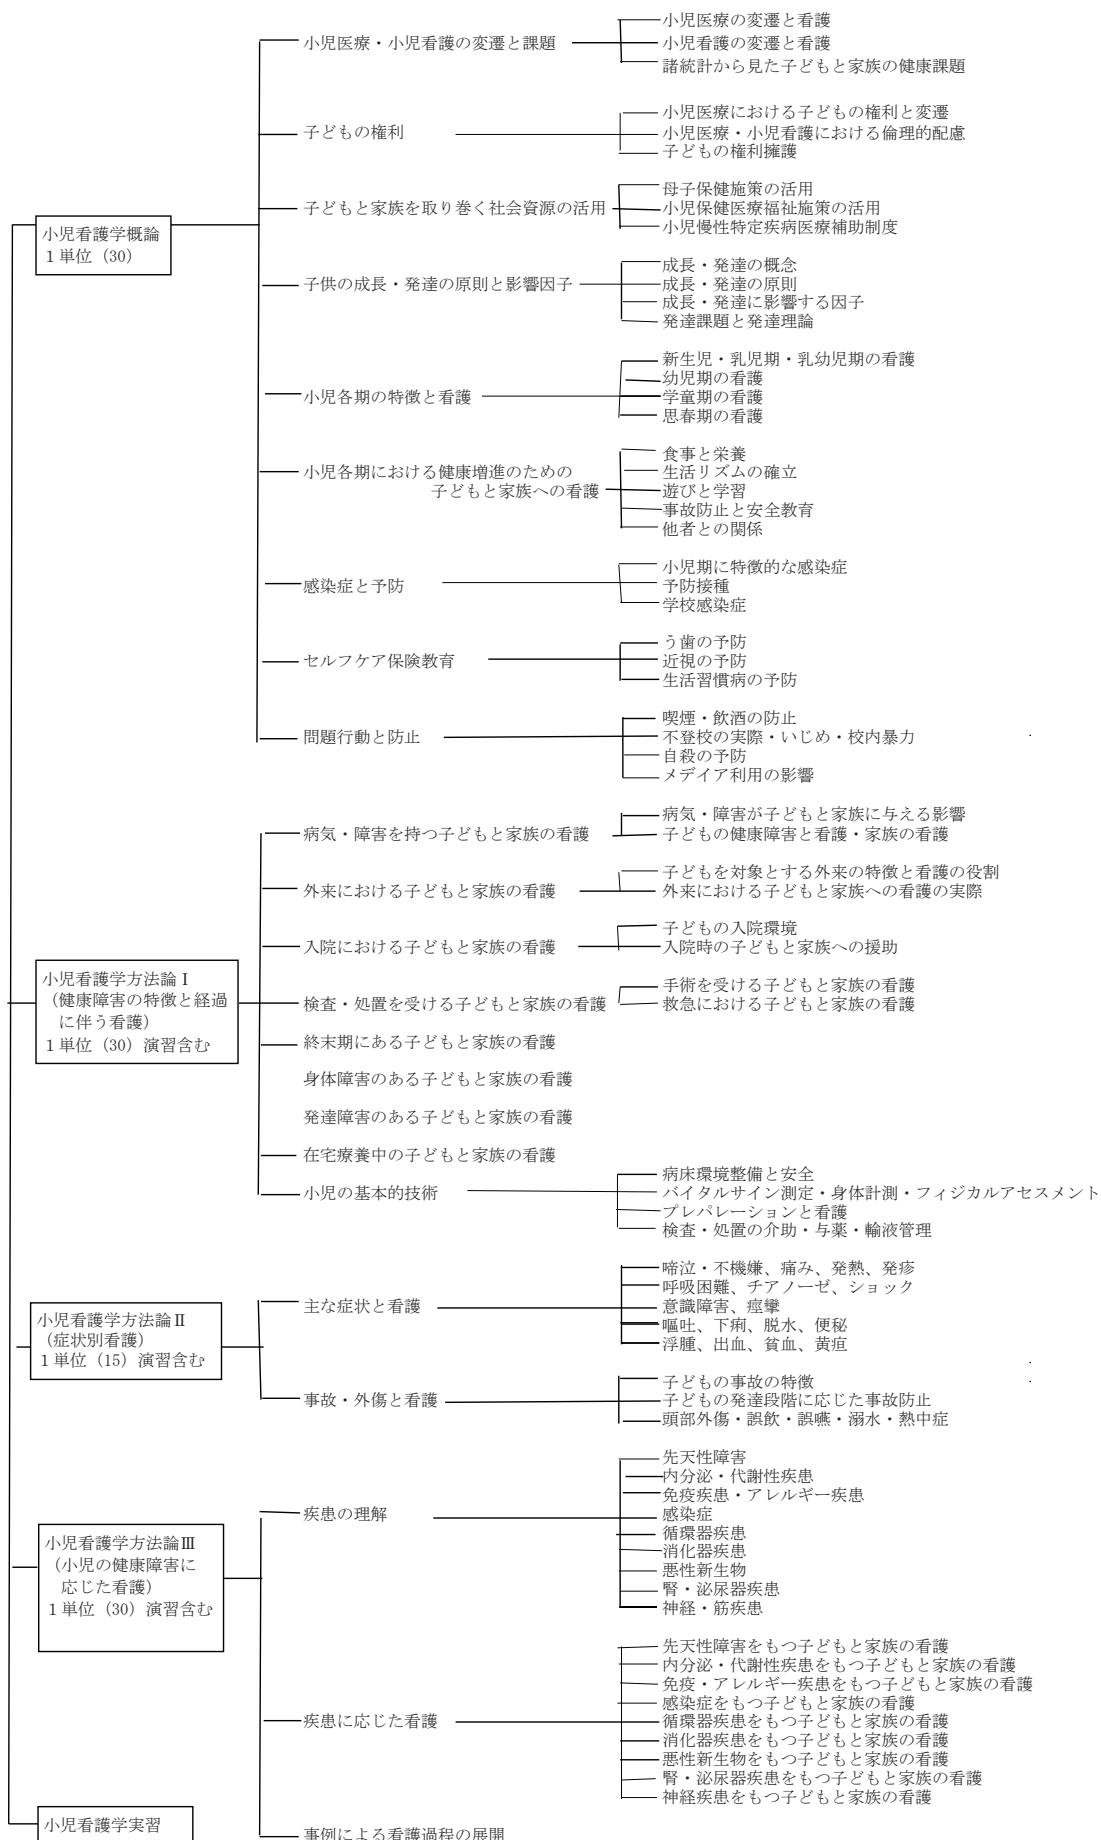 小児医療・小児看護の変遷と課題
小児医療の変遷と看護
小児看護の変遷と看護
諸統計から見た子どもと家族の健康課題
子どもの権利
小児医療における子どもの権利と変遷
小児医療・小児看護における倫理的配慮
子どもの権利擁護
小児看護学概論
1単位（30）
子どもと家族を取り巻く社会資源の活用
母子保健施策の活用
小児保健医療福祉施策の活用
小児慢性特定疾病医療補助制度
子供の成長・発達の原則と影響因子
成長・発達の概念
成長・発達の原則
成長・発達に影響する因子
発達課題と発達理論
小児各期の特徴と看護
新生児・乳児期・乳幼児期の看護
幼児期の看護
学童期の看護
思春期の看護
小児各期における健康増進のための
子どもと家族への看護
食事と栄養
生活リズムの確立
遊びと学習
事故防止と安全教育
他者との関係
感染症と予防
小児期に特徴的な感染症
予防接種
学校感染症
セルフケア保険教育
う歯の予防
近視の予防
生活習慣病の予防
問題行動と防止
喫煙・飲酒の防止
不登校の実際・いじめ・校内暴力
自殺の予防
メデイア利用の影響
病気・障害を持つ子どもと家族の看護
病気・障害が子どもと家族に与える影響
子どもの健康障害と看護・家族の看護
外来における子どもと家族の看護
子どもを対象とする外来の特徴と看護の役割
外来における子どもと家族への看護の実際
入院における子どもと家族の看護
子どもの入院環境
入院時の子どもと家族への援助
小児看護学方法論Ⅰ
（健康障害の特徴と経過
に伴う看護）
1単位（30）演習含む
検査・処置を受ける子どもと家族の看護
手術を受ける子どもと家族の看護
救急における子どもと家族の看護
終末期にある子どもと家族の看護
身体障害のある子どもと家族の看護
発達障害のある子どもと家族の看護
在宅療養中の子どもと家族の看護
小児の基本的技術
病床環境整備と安全
バイタルサイン測定・身体計測・フィジカルアセスメント
プレパレーションと看護
検査・処置の介助・与薬・輸液管理
小児看護学方法論Ⅱ
（症状別看護）
1単位（15）演習含む
主な症状と看護
啼泣・不機嫌、痛み、発熱、発疹
呼吸困難、チアノーゼ、ショック
意識障害、痙攣
嘔吐、下痢、脱水、便秘
浮腫、出血、貧血、黄疸
事故・外傷と看護
子どもの事故の特徴
子どもの発達段階に応じた事故防止
頭部外傷・誤飲・誤嚥・溺水・熱中症
小児看護学方法論Ⅲ
（小児の健康障害に
応じた看護）
1単位（30）演習含む
疾患の理解
先天性障害
内分泌・代謝性疾患
免疫疾患・アレルギー疾患
感染症
循環器疾患
消化器疾患
悪性新生物
腎・泌尿器疾患
神経・筋疾患
疾患に応じた看護
先天性障害をもつ子どもと家族の看護
内分泌・代謝性疾患をもつ子どもと家族の看護
免疫・アレルギー疾患をもつ子どもと家族の看護
感染症をもつ子どもと家族の看護
循環器疾患をもつ子どもと家族の看護
消化器疾患をもつ子どもと家族の看護
悪性新生物をもつ子どもと家族の看護
腎・泌尿器疾患をもつ子どもと家族の看護
神経疾患をもつ子どもと家族の看護
小児看護学実習
事例による看護過程の展開